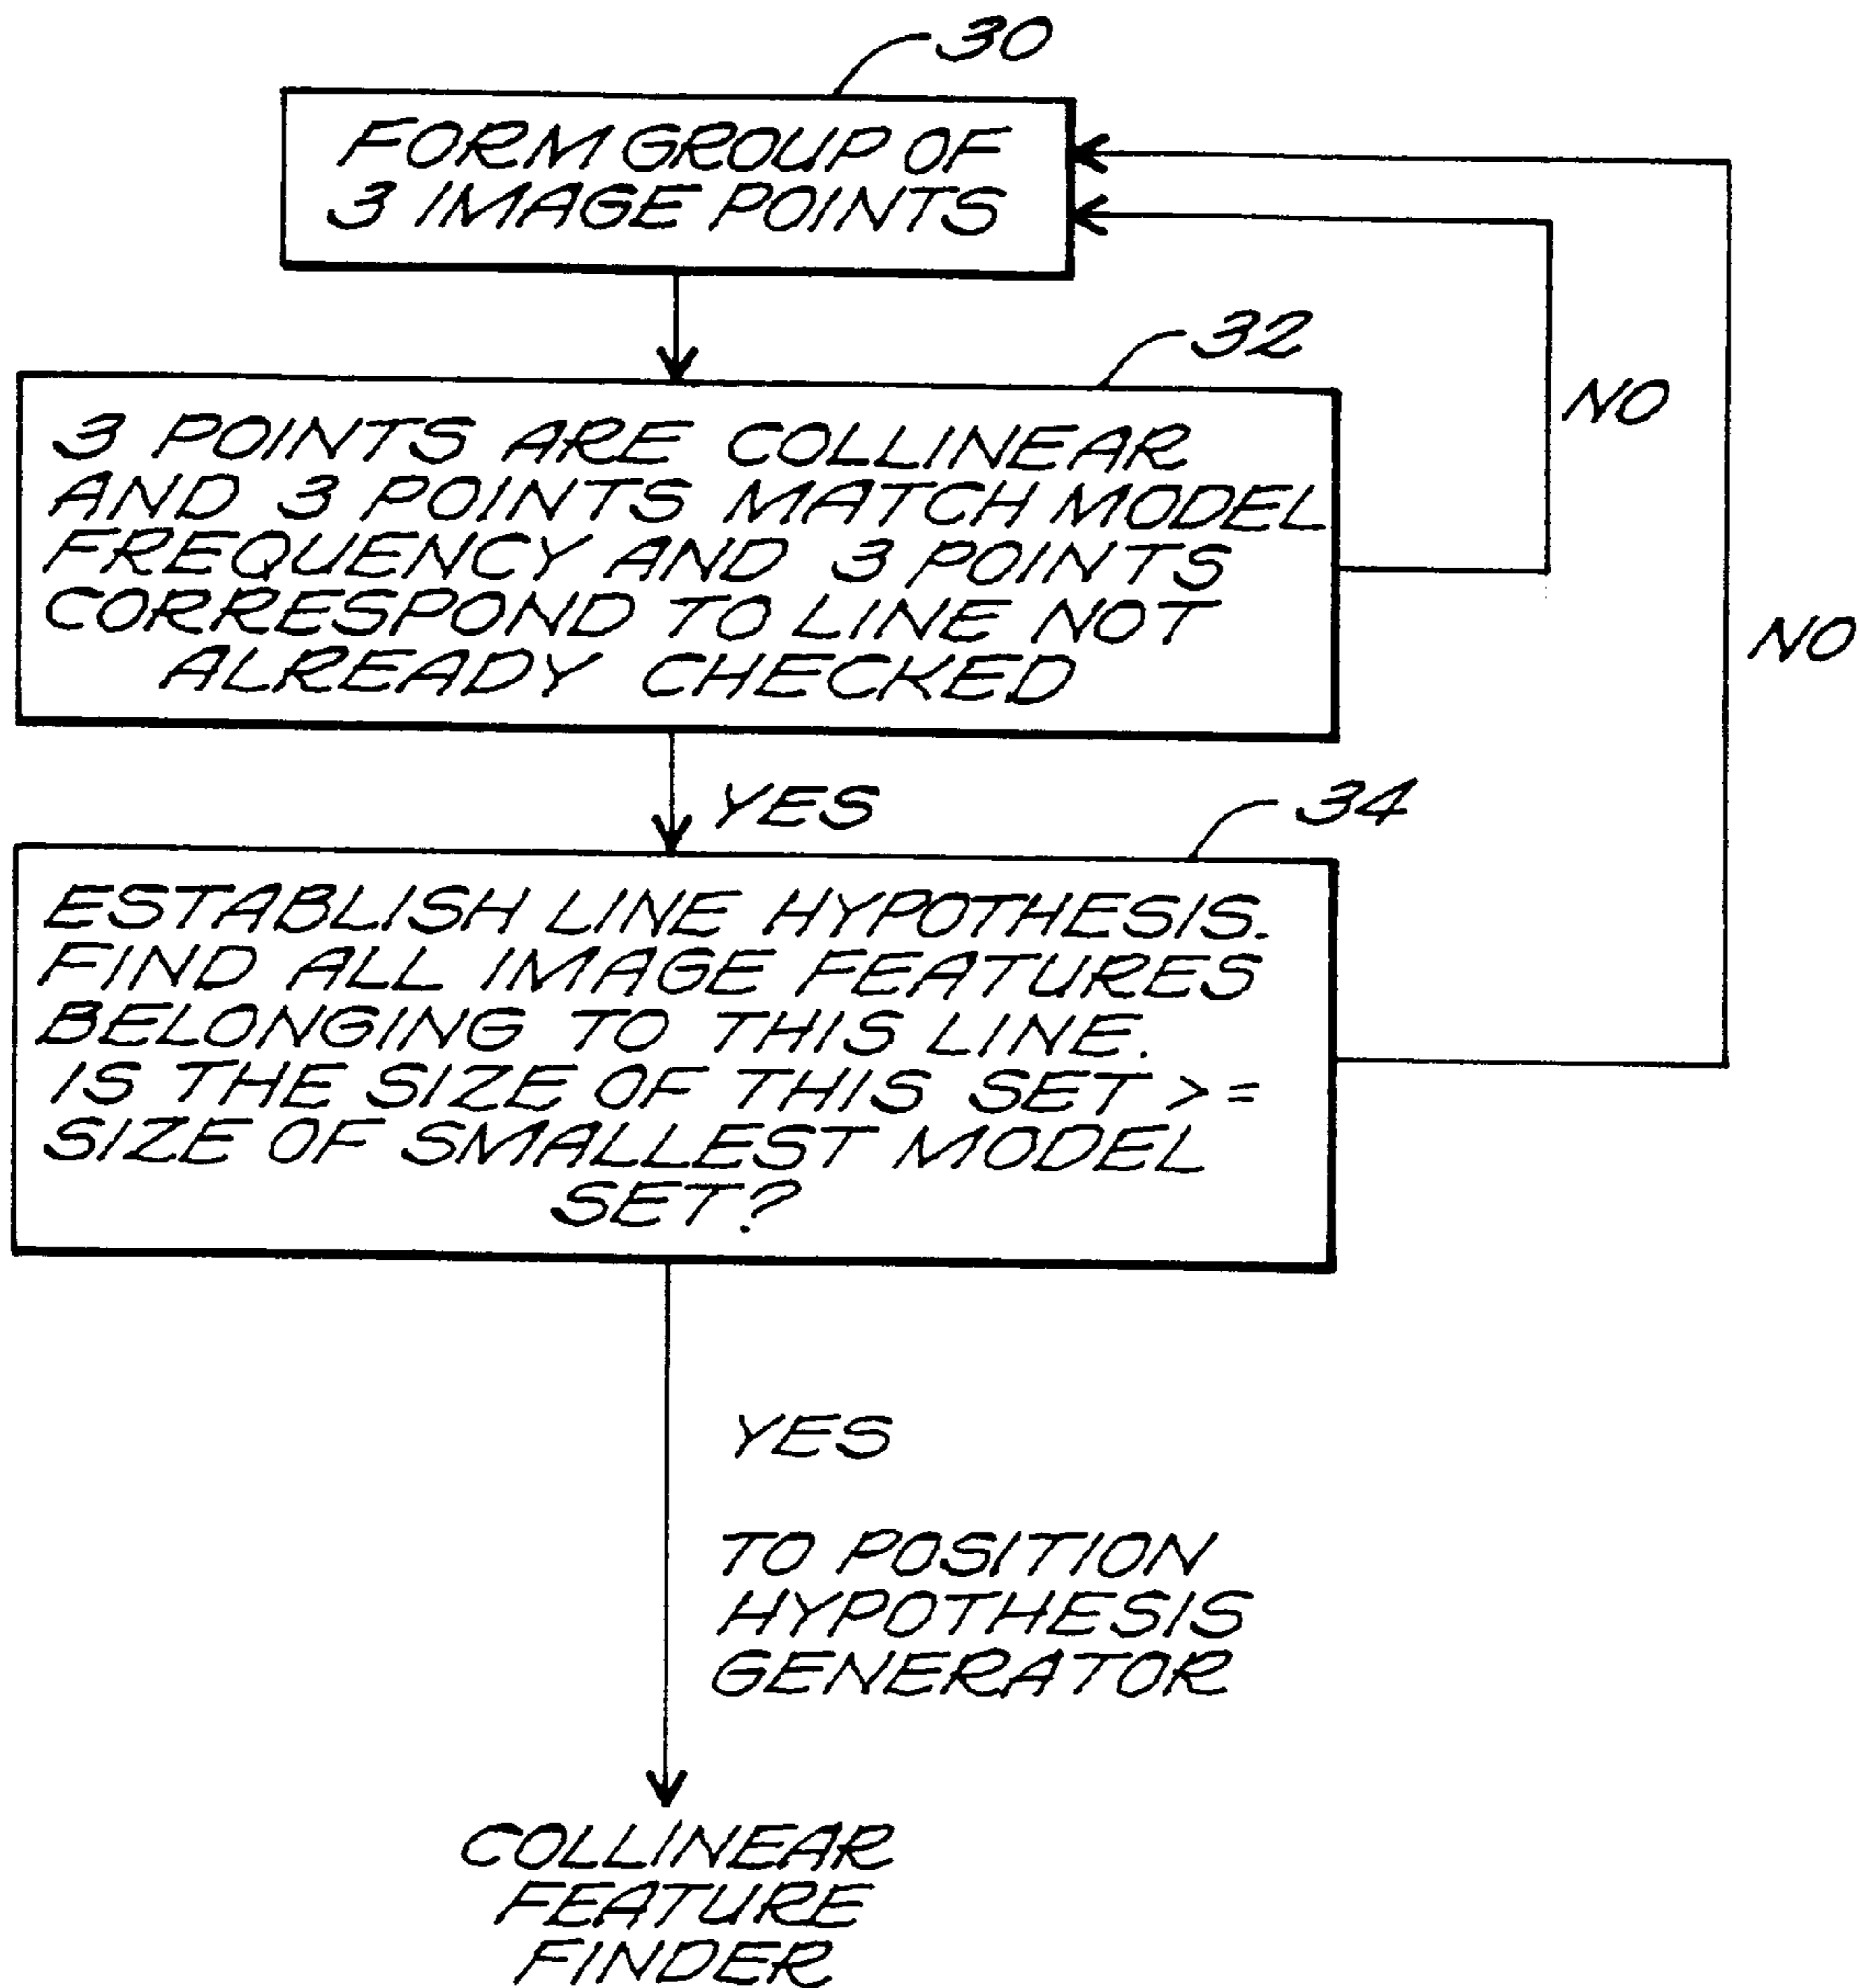 30
FORM GROUP OF
3 IMAGE POINTS
32
3 POINTS ARE COLLINEAR
AND 3 POINTS MATCH MODEL
FREQUENCY AND 3 POINTS
CORRESPOND TO LINE NOT
ALREADY CHECKED
NO
NO
YES
34
ESTABLISH LINE HYPOTHESIS.
FIND ALL IMAGE FEATURES
BELONGING TO THIS LINE.
IS THE SIZE OF THIS SET >=
SIZE OF SMALLEST MODEL
SET?
YES
TO POSITION
HYPOTHESIS
GENERATOR
COLLINEAR
FEATURE
FINDER